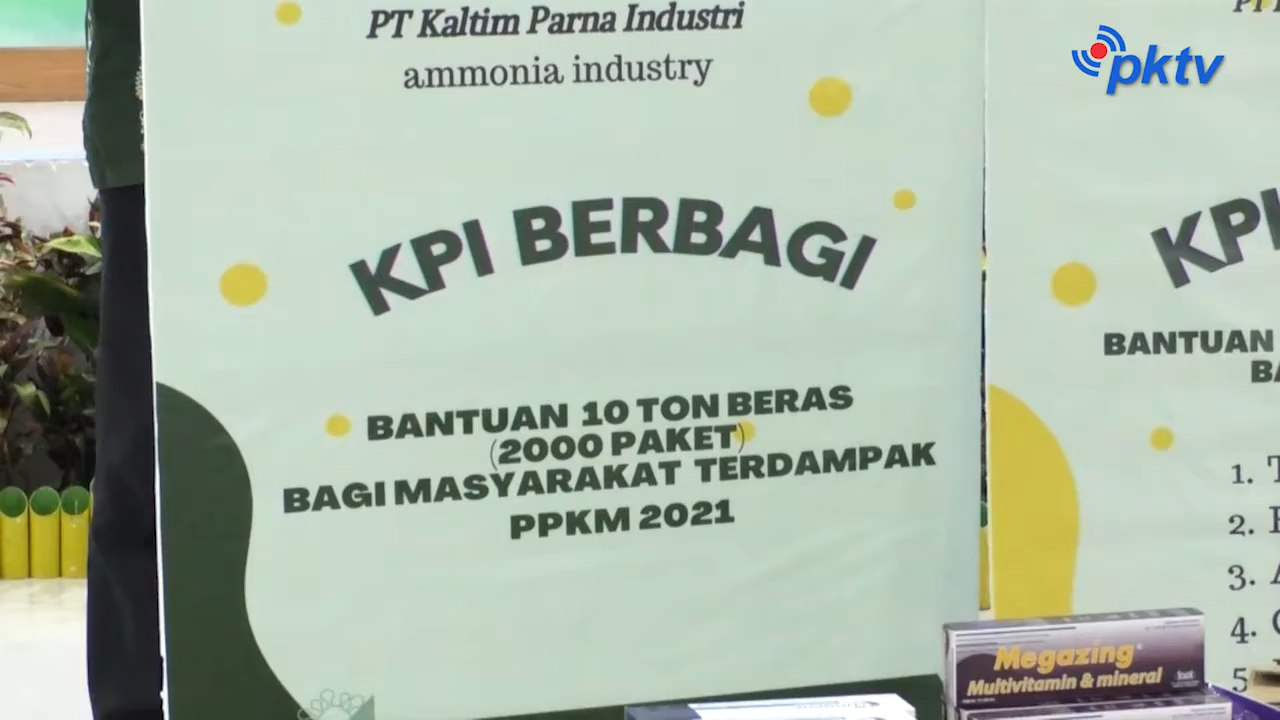 PT Kaltim Parna Industri
ammonia industry
KPI BERBAGI
BANTUAN 10 TON BERAS
(2000 PAKET)
BAGI MASYARAKAT TERDAMPAK
PPKM 2021
pktv
KPI
BANTUAN
1.
2.
3.
4.
5
Megazing
Multivitamin & mineral